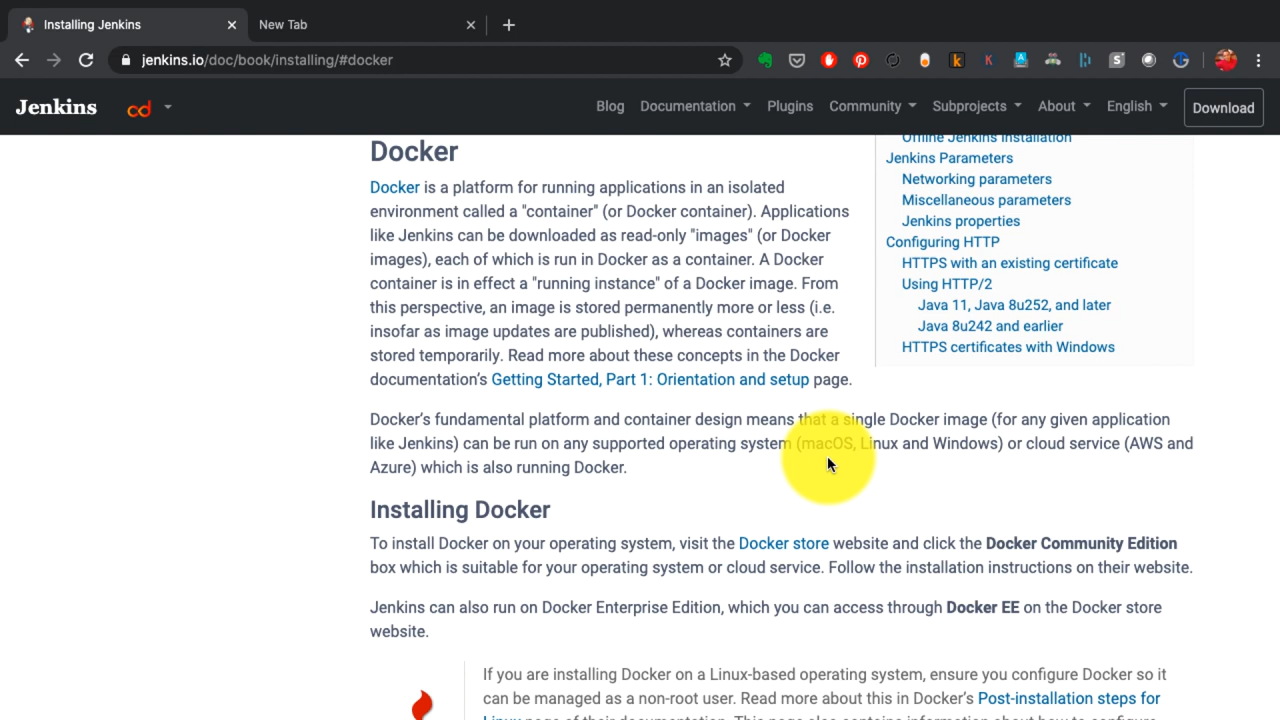 Installing Jenkins
New Tab
jenkins.io/doc/book/installing/#docker
Jenkins
cd
Blog
Documentation
Plugins
Community
Subprojects
About
English
Download
Docker
Docker is a platform for running applications in an isolated
environment called a "container" (or Docker container). Applications
like Jenkins can be downloaded as read-only "images" (or Docker
images), each of which is run in Docker as a container. A Docker
container is in effect a "running instance" of a Docker image. From
this perspective, an image is stored permanently more or less (i.e.
insofar as image updates are published), whereas containers are
stored temporarily. Read more about these concepts in the Docker
documentation's Getting Started, Part 1: Orientation and setup page.
Offline Jenkins Installation
Jenkins Parameters
Networking parameters
Miscellaneous parameters
Jenkins properties
Configuring HTTP
HTTPS with an existing certificate
Using HTTP/2
Java 11, Java 8u252, and later
Java 8u242 and earlier
HTTPS certificates with Windows
Docker's fundamental platform and container design means that a single Docker image (for any given application
like Jenkins) can be run on any supported operating system (macOS, Linux and Windows) or cloud service (AWS and
Azure) which is also running Docker.
Installing Docker
To install Docker on your operating system, visit the Docker store website and click the Docker Community Edition
box which is suitable for your operating system or cloud service. Follow the installation instructions on their website.
Jenkins can also run on Docker Enterprise Edition, which you can access through Docker EE on the Docker store
website.
If you are installing Docker on a Linux-based operating system, ensure you configure Docker so it
can be managed as a non-root user. Read more about this in Docker's Post-installation steps for
Linux page of their documentation. This page also contains information about how to configure